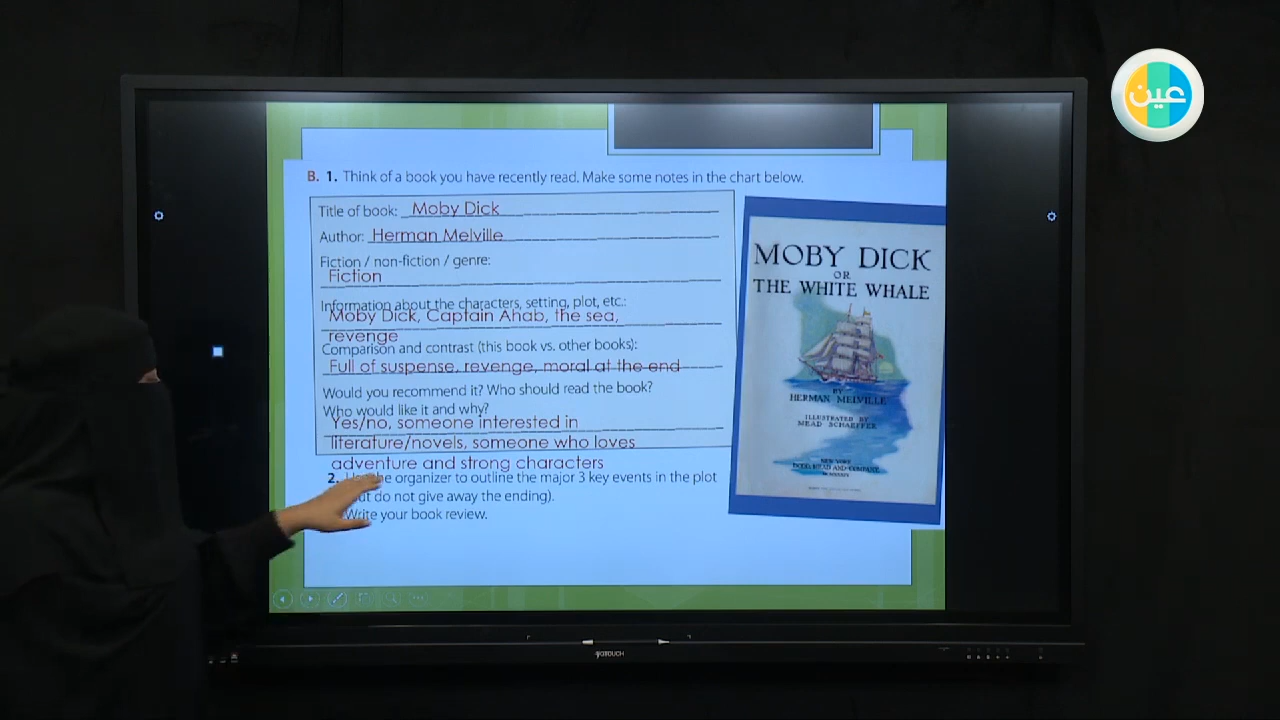 عين
B. 1. Think of a book you have recently read. Make some notes in the chart below.
Title of book: Moby Dick
Author: Herman Melville
Fiction / non-fiction / genre:
Fiction
Information about the characters, setting, plot, etc.:
Moby Dick, Captain Ahab, the sea,
revenge
Comparison and contrast (this book vs. other books):
Full of suspense, revenge, moral at the end
Would you recommend it? Who should read the book?
Who would like it and why?
Yes/no, someone interested in
literature/novels, someone who loves
adventure and strong characters
2. organizer to outline the major 3 key events in the plot
do not give away the ending).
Write your book review.
MOBY DICK
OR
THE WHITE WHALE
BY
HERMAN MELVILLE
ILLUSTRATED BY
MEAD SCHAEFFER
NEW YORK
DODD, MEAD AND COMPANY